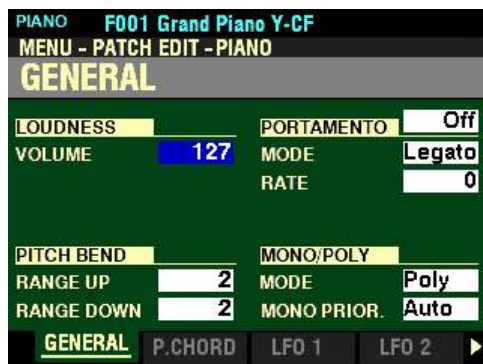 PIANO F001 Grand Piano Y-CF
MENU - PATCH EDIT - PIANO
GENERAL
LOUDNESS
VOLUME 127
PORTAMENTO Off
MODE Legato
RATE 0
PITCH BEND
RANGE UP 2
RANGE DOWN 2
MONO/POLY
MODE Poly
MONO PRIOR. Auto
GENERAL P.CHORD LFO 1 LFO 2